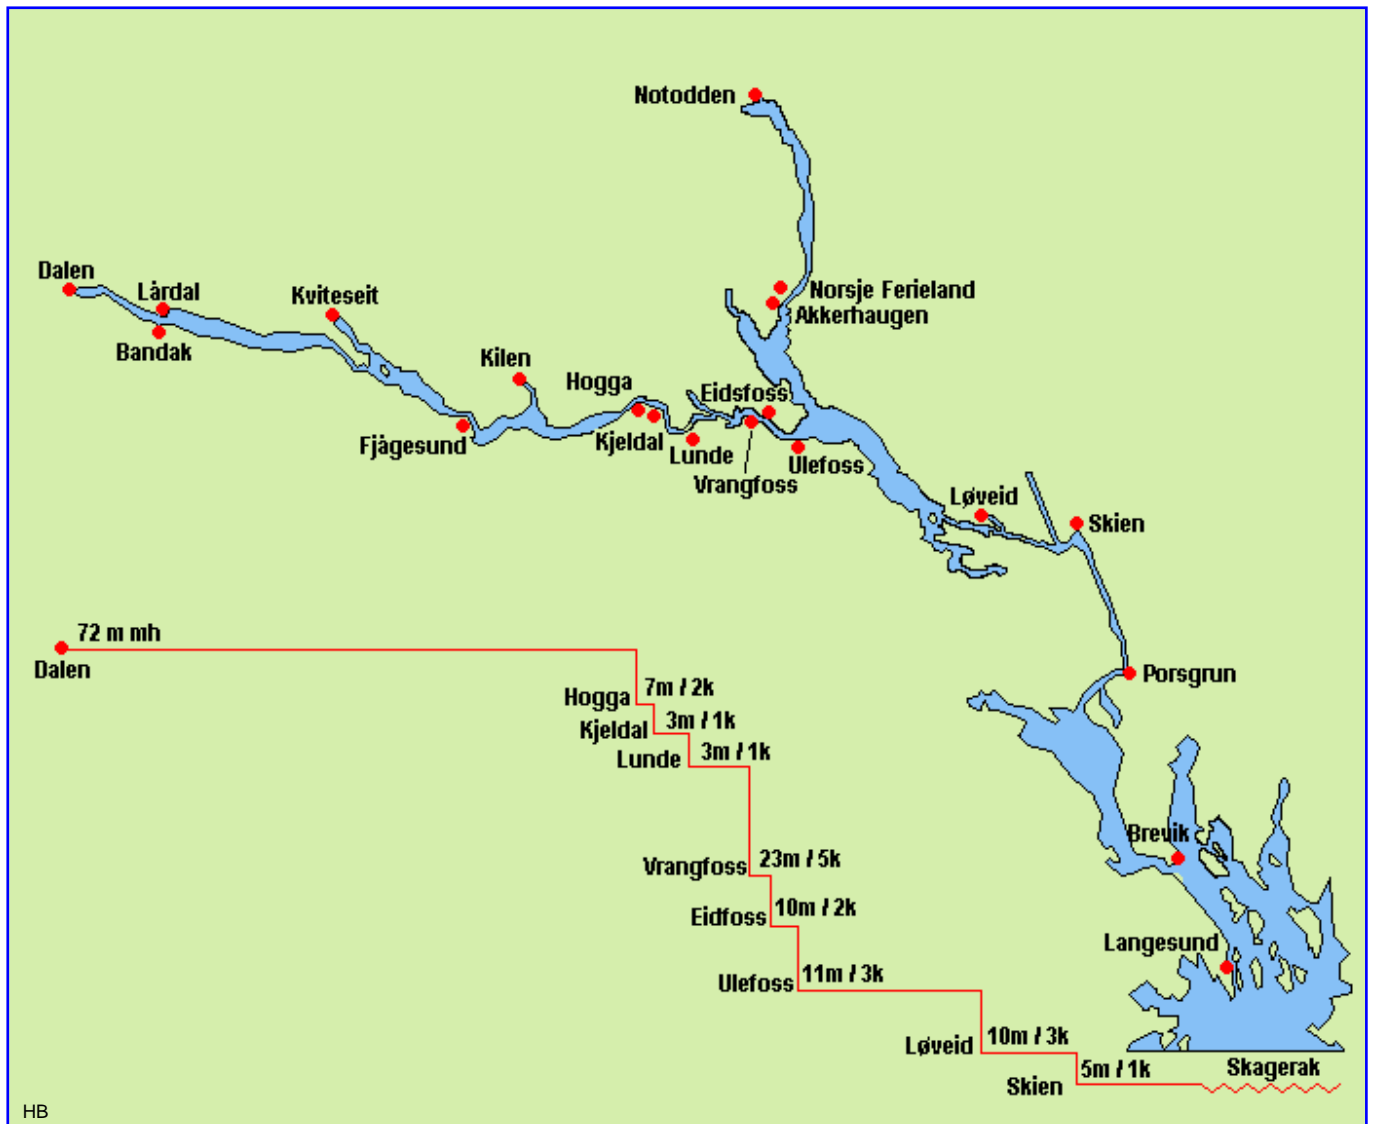 Notodden
Dalen
Lårdal
Kviteseit
Norsje Ferieland
Akkerhaugen
Bandak
Kilen
Hogga
Eidsfoss
Fjågesund
Kjeldal
Lunde
Ulefoss
Vrangfoss
Løveid
Skien
72 m mh
Dalen
Porsgrun
7m / 2k
Hogga
3m / 1k
Kjeldal
3m / 1k
Lunde
Brevik
23m / 5k
Vrangfoss
10m / 2k
Eidfoss
Langesund
11m / 3k
Ulefoss
10m / 3k
Løveid
5m / 1k
Skagerak
Skien
HB